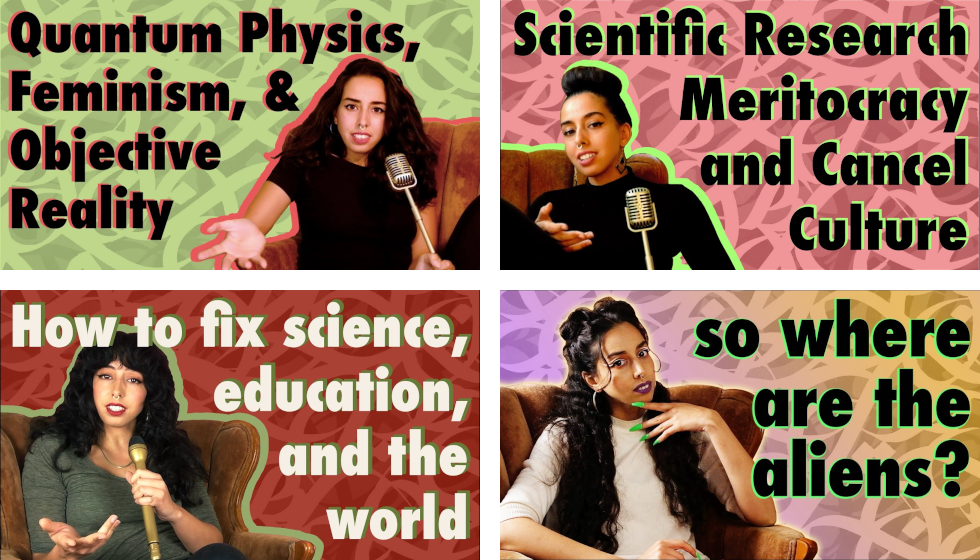 Quantum Physics,
Feminism, &
Objective
Reality
Scientific Research
Meritocracy
and Cancel
Culture
How to fix science,
education,
and the
world
so where
are the
aliens?